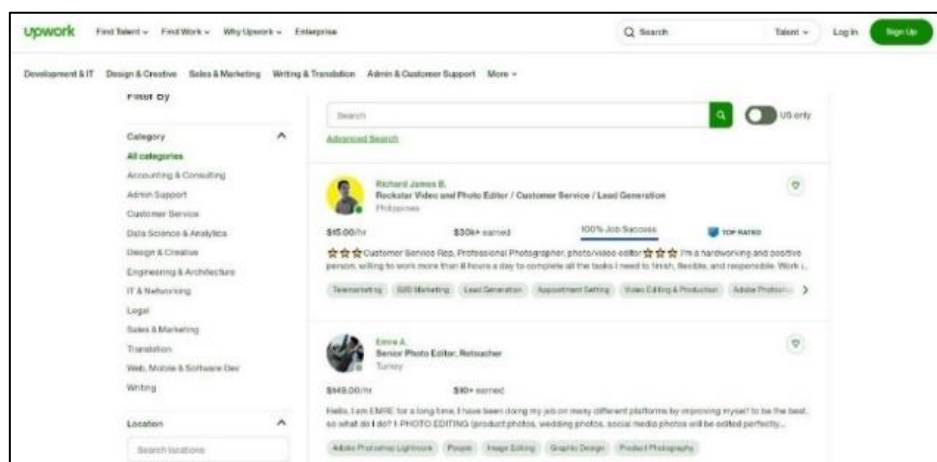 upwork Find Talent Find Work Why Upwork Enterprise Search Talent Log In Sign Up
Development & IT Design & Creative Sales & Marketing Writing & Translation Admin & Customer Support More
Filter By
Category
All categories
Accounting & Consulting
Admin Support
Customer Service
Data Science & Analytics
Design & Creative
Engineering & Architecture
IT & Networking
Legal
Sales & Marketing
Translation
Web, Mobile & Software Dev
Writing
Location
Search locations
Search
US only
Advanced Search
Richard James B.
Rockstar Video and Photo Editor / Customer Service / Lead Generation
Philippines
$15.00/hr $30k+ earned 100% Job Success TOP RATED
Customer Service Rep, Professional Photographer, photo/video editor I'm a hardworking and positive
person, willing to work more than 8 hours a day to complete all the tasks I need to finish, flexible, and responsible. Work i...
Telemarketing B2B Marketing Lead Generation Appointment Setting Video Editing & Production Adobe Photosho
Emre A.
Senior Photo Editor, Retoucher
Turkey
$149.00/hr $10+ earned
Hello, I am EMRE for a long time, I have been doing my job on many different platforms by improving myself to be the best,
so what do I do? 1-PHOTO EDITING (product photos, wedding photos, social media photos will be edited perfectly...
Adobe Photoshop Lightroom People Image Editing Graphic Design Product Photography